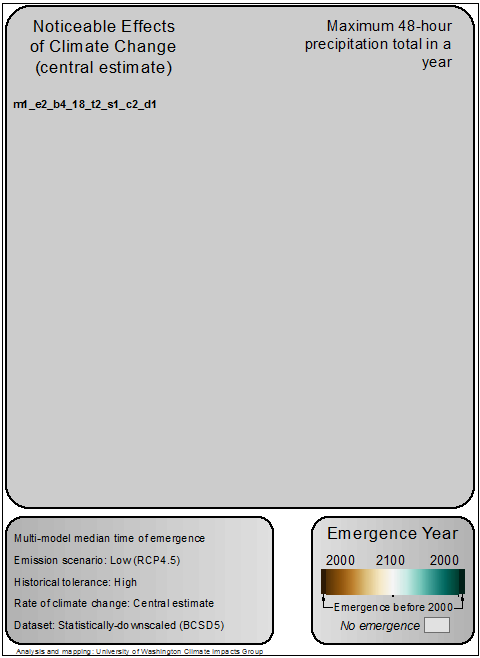 Noticeable Effects
of Climate Change
(central estimate)
Maximum 48-hour
precipitation total in a
year
m1_e2_b4_18_t2_s1_c2_d1
Multi-model median time of emergence
Emission scenario: Low (RCP4.5)
Historical tolerance: High
Rate of climate change: Central estimate
Dataset: Statistically-downscaled (BCSD5)
Emergence Year
2000 2100 2000
Emergence before 2000
No emergence
Analysis and mapping: University of Washington Climate Impacts Group